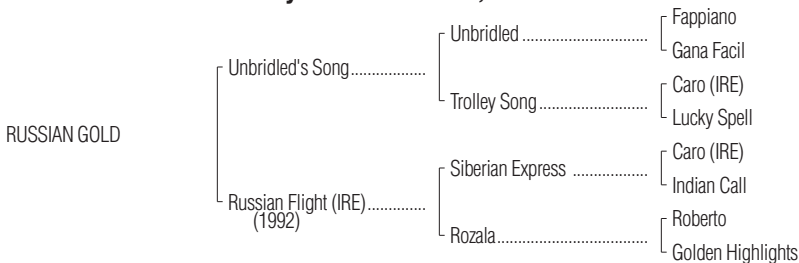 Fappiano
Unbridled ..............................
Gana Facil
Unbridled's Song..................
Caro (IRE)
Trolley Song..........................
Lucky Spell
RUSSIAN GOLD
Caro (IRE)
Siberian Express ..................
Indian Call
Russian Flight (IRE)..............
(1992)
Roberto
Rozala....................................
Golden Highlights